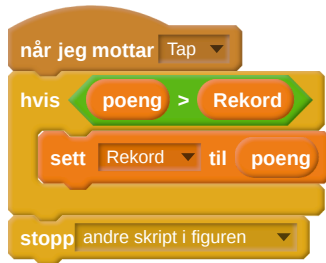 når jeg mottar Tap
hvis poeng > Rekord
sett Rekord til poeng
stopp andre skript i figuren